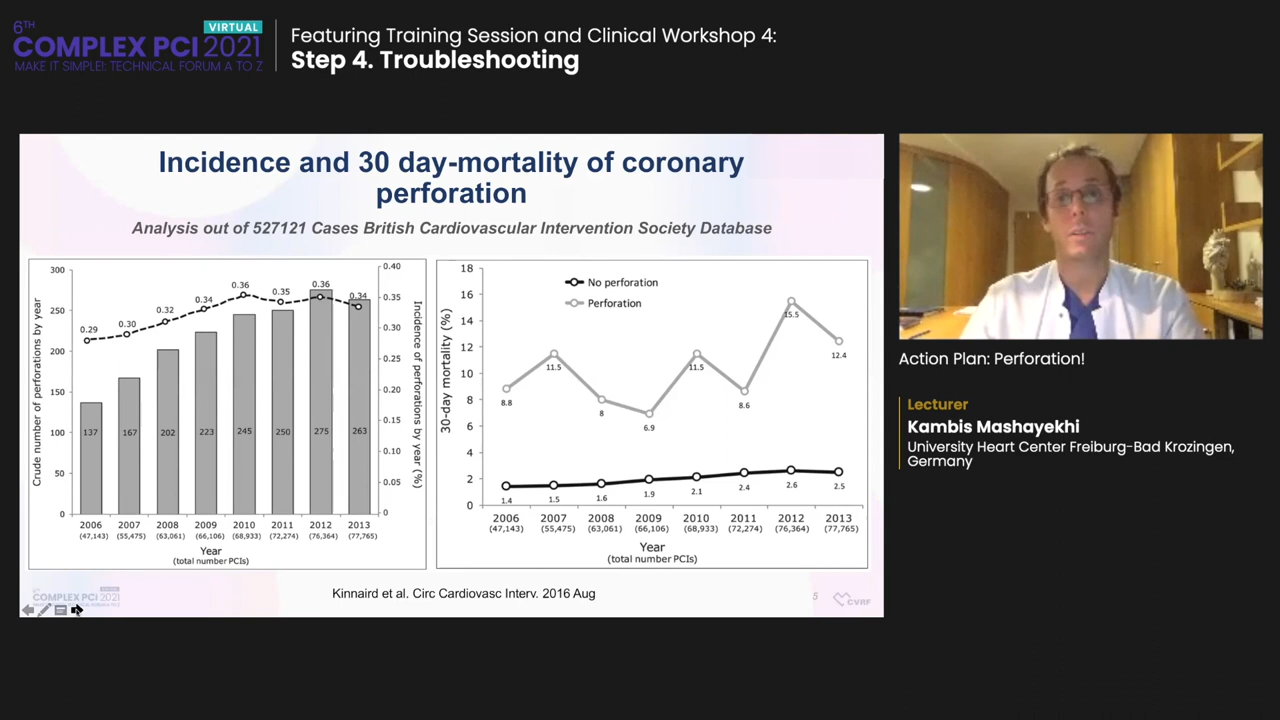 6TH
VIRTUAL
COMPLEX PCI 2021
MAKE IT SIMPLE!: TECHNICAL FORUM A TO Z
Featuring Training Session and Clinical Workshop 4:
Step 4. Troubleshooting
Incidence and 30 day-mortality of coronary
perforation
Analysis out of 527121 Cases British Cardiovascular Intervention Society Database
Crude number of perforations by year
300
250
200
150
100
50
0
0.29
0.30
0.32
0.34
0.36
0.35
0.36
0.34
137
167
202
223
245
250
275
263
0.40
0.35
0.30
0.25
0.20
0.15
0.10
0.05
0
Incidence of perforations by year (%)
2006 2007 2008 2009 2010 2011 2012 2013
(47,143) (55,475) (63,061) (66,106) (68,933) (72,274) (76,364) (77,765)
Year
(total number PCIs)
30-day mortality (%)
18
16
14
12
10
8
6
4
2
0
No perforation
Perforation
8.8
11.5
8
6.9
11.5
8.6
15.5
12.4
1.4
1.5
1.6
1.9
2.1
2.4
2.6
2.5
2006 2007 2008 2009 2010 2011 2012 2013
(47,143) (55,475) (63,061) (66,106) (68,933) (72,274) (76,364) (77,765)
Year
(total number PCIs)
Kinnaird et al. Circ Cardiovasc Interv. 2016 Aug
5
CVRF
Action Plan: Perforation!
Lecturer
Kambis Mashayekhi
University Heart Center Freiburg-Bad Krozingen,
Germany